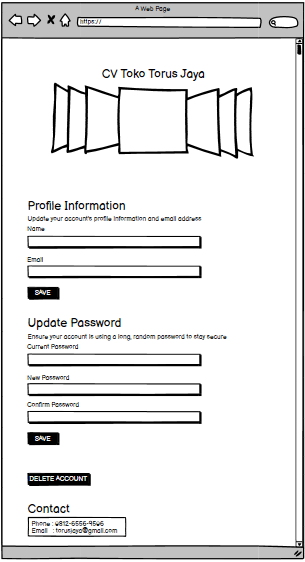 A Web Page
https://
CV Toko Torus Jaya
Profile Information
Update your account's profile information and email address
Name
Email
SAVE
Update Password
Ensure your account is using a long, random password to stay secure
Current Password
New Password
Confirm Password
SAVE
DELETE ACCOUNT
Contact
Phone : 0812-6556-9506
Email : torusjaya@gmail.com